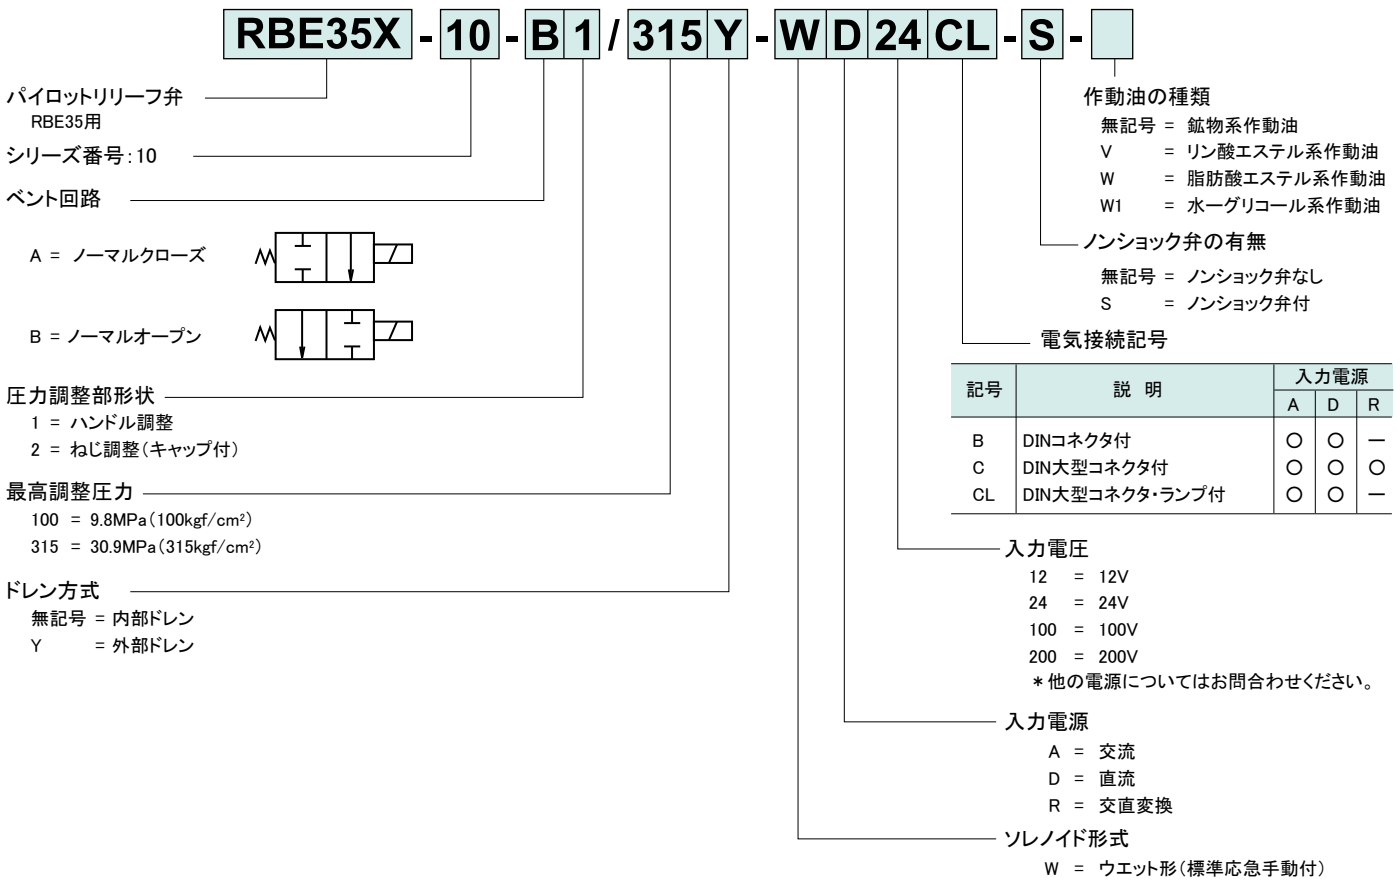 RBE35X - 10 - B 1 / 315 Y - W D 24 CL - S -
パイロットリリーフ弁
RBE35用
シリーズ番号:10
ベント回路
A = ノーマルクローズ
B = ノーマルオープン
圧力調整部形状
1 = ハンドル調整
2 = ねじ調整(キャップ付)
最高調整圧力
100 = 9.8MPa(100kgf/cm²)
315 = 30.9MPa(315kgf/cm²)
ドレン方式
無記号 = 内部ドレン
Y = 外部ドレン
作動油の種類
無記号 = 鉱物系作動油
V = リン酸エステル系作動油
W = 脂肪酸エステル系作動油
W1 = 水ーグリコール系作動油
ノンショック弁の有無
無記号 = ノンショック弁なし
S = ノンショック弁付
電気接続記号
記号 説 明 入力電源
A D R
B DINコネクタ付 ○ ○ －
C DIN大型コネクタ付 ○ ○ ○
CL DIN大型コネクタ・ランプ付 ○ ○ －
入力電圧
12 = 12V
24 = 24V
100 = 100V
200 = 200V
*他の電源についてはお問合わせください。
入力電源
A = 交流
D = 直流
R = 交直変換
ソレノイド形式
W = ウエット形(標準応急手動付)